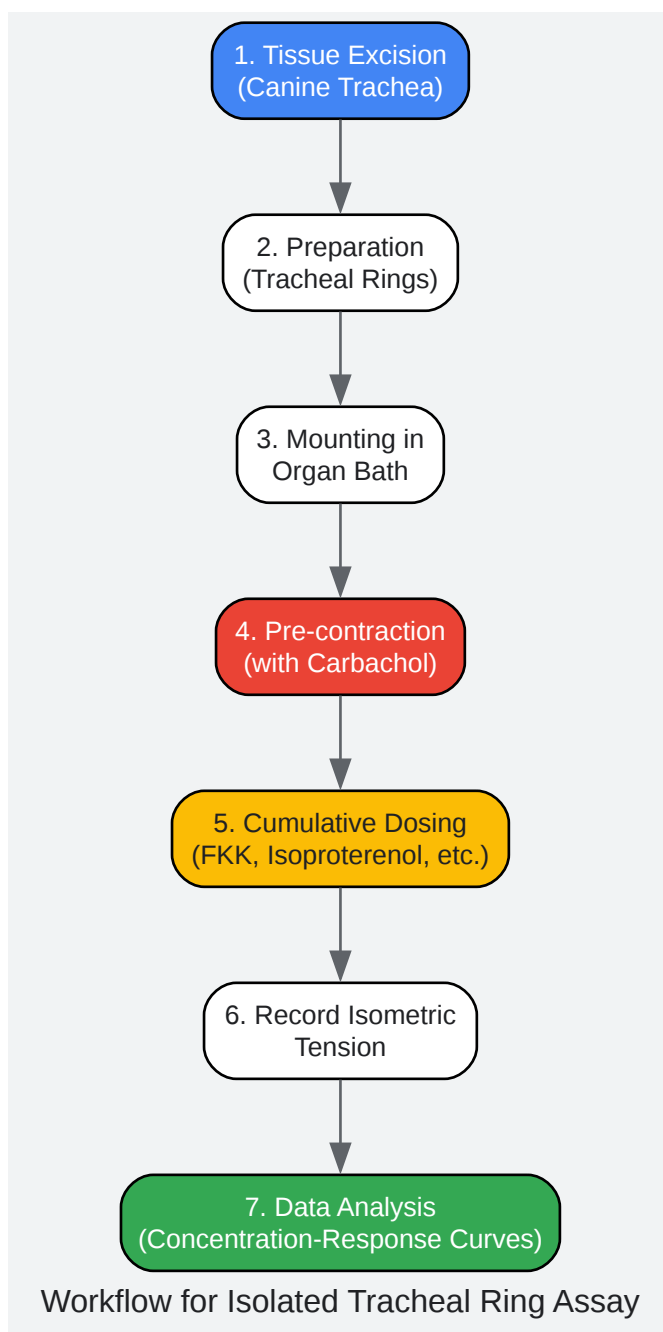 1. Tissue Excision
(Canine Trachea)
2. Preparation
(Tracheal Rings)
3. Mounting in
Organ Bath
4. Pre-contraction
(with Carbachol)
5. Cumulative Dosing
(FKK, Isoproterenol, etc.)
6. Record Isometric
Tension
7. Data Analysis
(Concentration-Response Curves)
Workflow for Isolated Tracheal Ring Assay